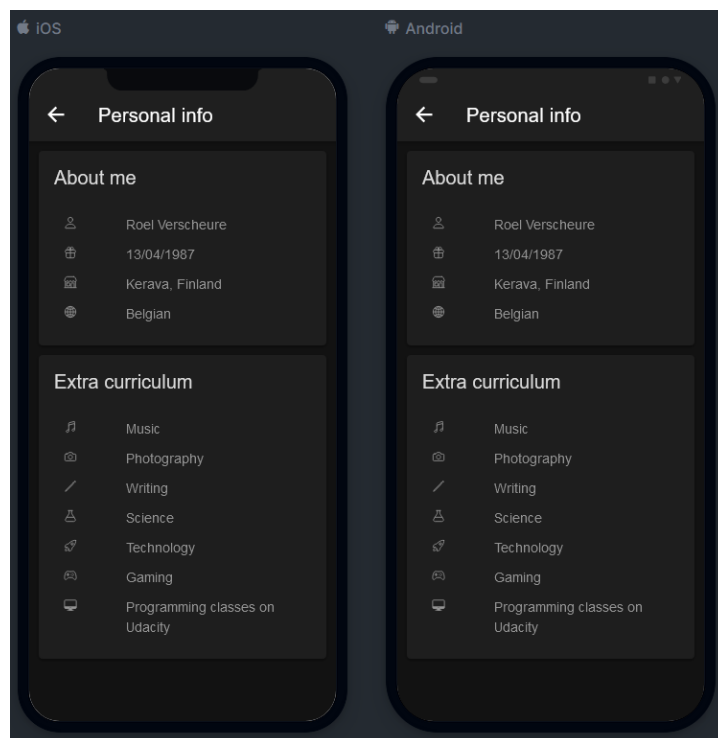 iOS
Personal info
About me
Roel Verscheure
13/04/1987
Kerava, Finland
Belgian
Extra curriculum
Music
Photography
Writing
Science
Technology
Gaming
Programming classes on
Udacity
Android
Personal info
About me
Roel Verscheure
13/04/1987
Kerava, Finland
Belgian
Extra curriculum
Music
Photography
Writing
Science
Technology
Gaming
Programming classes on
Udacity